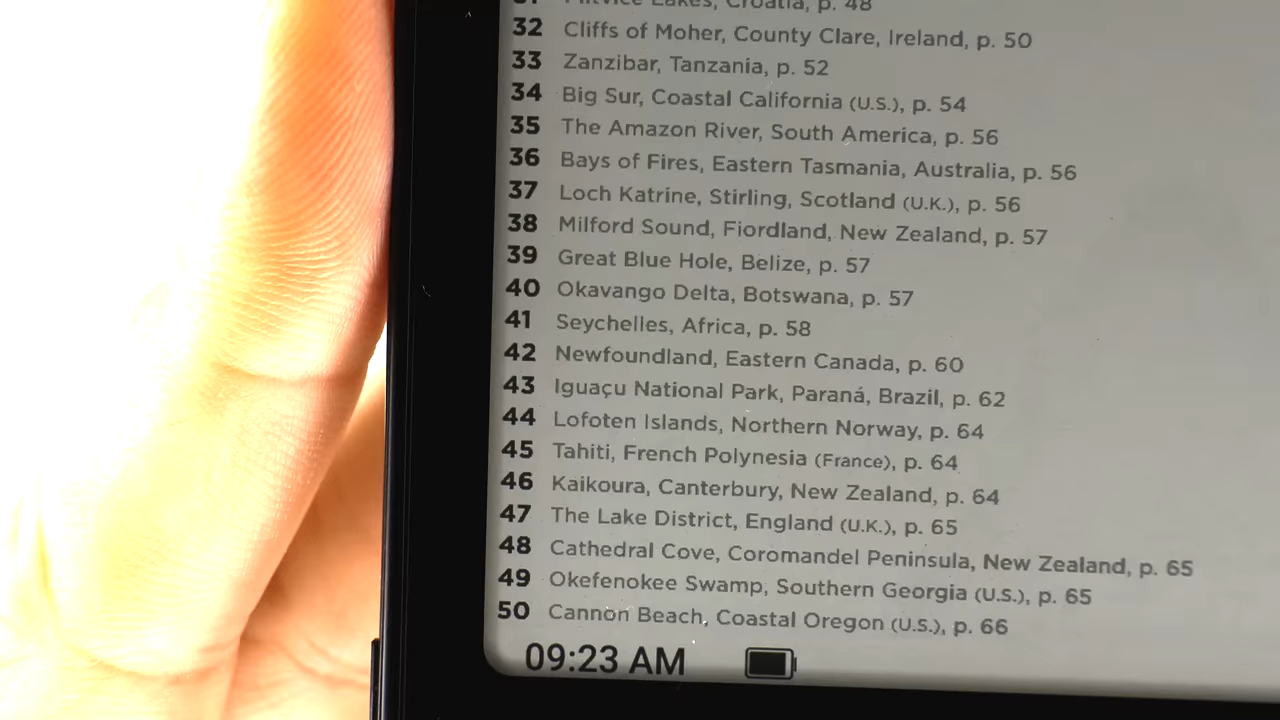 Lakes, Croatia, p. 48
32 Cliffs of Moher, County Clare, Ireland, p. 50
33 Zanzibar, Tanzania, p. 52
34 Big Sur, Coastal California (U.S.), p. 54
35 The Amazon River, South America, p. 56
36 Bays of Fires, Eastern Tasmania, Australia, p. 56
37 Loch Katrine, Stirling, Scotland (U.K.), p. 56
38 Milford Sound, Fiordland, New Zealand, p. 57
39 Great Blue Hole, Belize, p. 57
40 Okavango Delta, Botswana, p. 57
41 Seychelles, Africa, p. 58
42 Newfoundland, Eastern Canada, p. 60
43 Iguaçu National Park, Paraná, Brazil, p. 62
44 Lofoten Islands, Northern Norway, p. 64
45 Tahiti, French Polynesia (France), p. 64
46 Kaikoura, Canterbury, New Zealand, p. 64
47 The Lake District, England (U.K.), p. 65
48 Cathedral Cove, Coromandel Peninsula, New Zealand, p. 65
49 Okefenokee Swamp, Southern Georgia (U.S.), p. 65
50 Cannon Beach, Coastal Oregon (U.S.), p. 66
09:23 AM